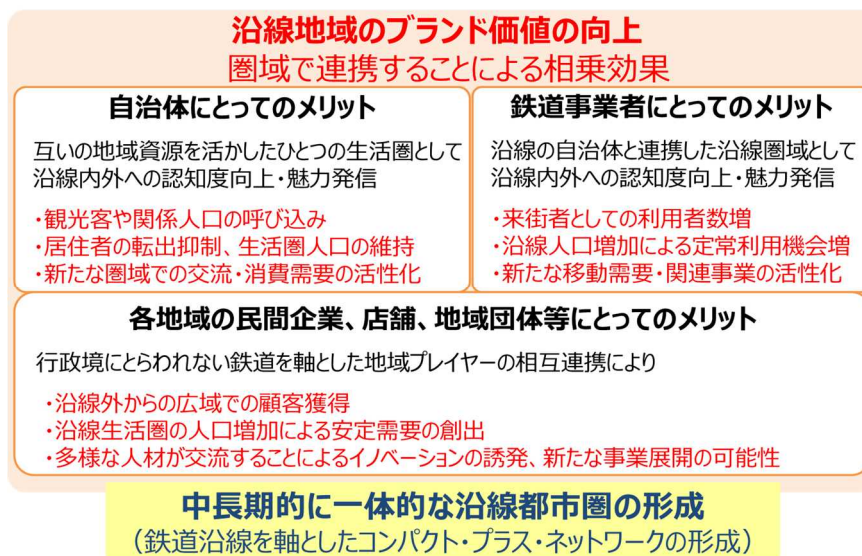 沿線地域のブランド価値の向上
圏域で連携することによる相乗効果
自治体にとってのメリット
互いの地域資源を活かしたひとつの生活圏として
沿線内外への認知度向上・魅力発信
・観光客や関係人口の呼び込み
・居住者の転出抑制、生活圏人口の維持
・新たな圏域での交流・消費需要の活性化
鉄道事業者にとってのメリット
沿線の自治体と連携した沿線圏域として
沿線内外への認知度向上・魅力発信
・来街者としての利用者数増
・沿線人口増加による定常利用機会増
・新たな移動需要・関連事業の活性化
各地域の民間企業、店舗、地域団体等にとってのメリット
行政境にとらわれない鉄道を軸とした地域プレイヤーの相互連携により
・沿線外からの広域での顧客獲得
・沿線生活圏の人口増加による安定需要の創出
・多様な人材が交流することによるイノベーションの誘発、新たな事業展開の可能性
中長期的に一体的な沿線都市圏の形成
（鉄道沿線を軸としたコンパクト・プラス・ネットワークの形成）